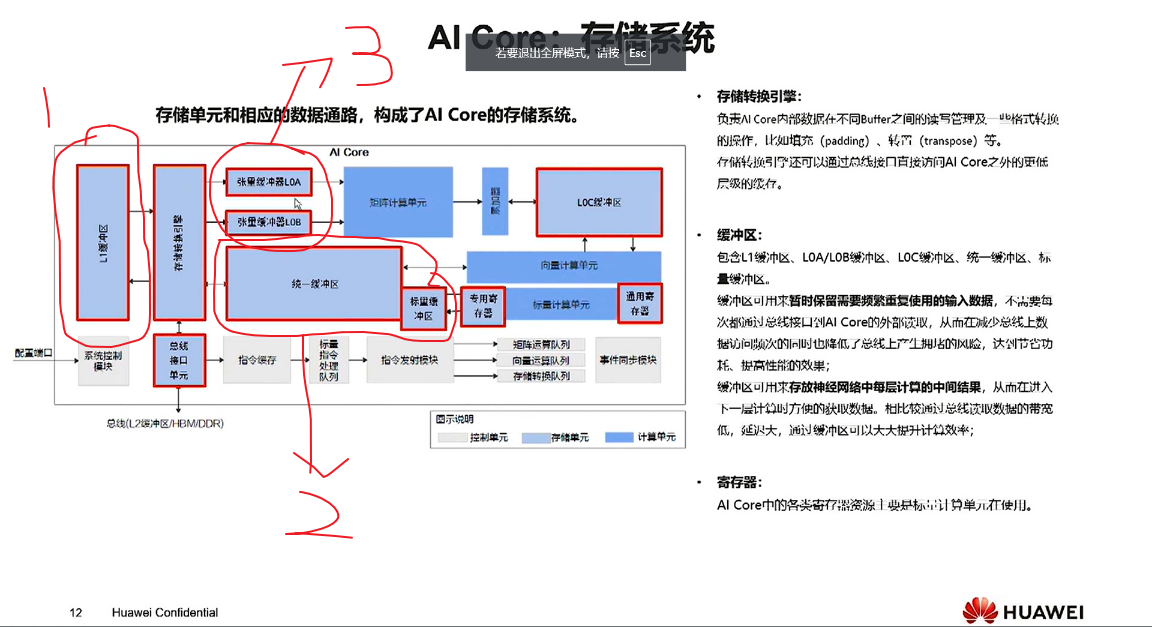 AI Core：存储系统
若要退出全屏模式，请按 Esc
1
3
存储单元和相应的数据通路，构成了AI Core的存储系统。
AI Core
L1缓冲区
存储转换引擎
张量缓冲器L0A
张量缓冲器L0B
矩阵计算单元
累加器
L0C缓冲区
统一缓冲区
向量计算单元
标量缓冲区
专用寄存器
标量计算单元
通用寄存器
配置端口
系统控制模块
总线接口单元
指令缓存
标量指令处理队列
指令发射模块
矩阵运算队列
向量运算队列
存储转换队列
事件同步模块
总线(L2缓冲区/HBM/DDR)
图示说明
控制单元
存储单元
计算单元
2
• 存储转换引擎：
负责AI Core内部数据在不同Buffer之间的读写管理及一些格式转换
的操作，比如填充（padding）、转置（transpose）等。
存储转换引擎还可以通过总线接口直接访问AI Core之外的更低
层级的缓存。
• 缓冲区：
包含L1缓冲区、L0A/L0B缓冲区、L0C缓冲区、统一缓冲区、标
量缓冲区。
缓冲区可用来暂时保留需要频繁重复使用的输入数据，不需要每
次都通过总线接口到AI Core的外部读取，从而在减少总线上数
据访问频次的同时也降低了总线上产生拥堵的风险，达到节省功
耗、提高性能的效果；
缓冲区可用来存放神经网络中每层计算的中间结果，从而在进入
下一层计算时方便的获取数据。相比较通过总线读取数据的带宽
低，延迟大，通过缓冲区可以大大提升计算效率；
• 寄存器：
AI Core中的各类寄存器资源主要是标量计算单元在使用。
12 Huawei Confidential
HUAWEI